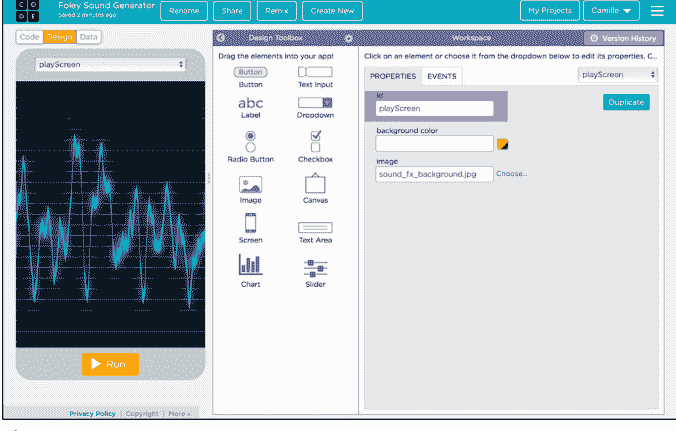 C O
D E
Foley Sound Generator
Saved 2 minutes ago
Rename
Share
Remix
Create New
My Projects
Camille
Code
Design
Data
Design Toolbox
Workspace
Version History
playScreen
Drag the elements into your app!
Click on an element or choose it from the dropdown below to edit its properties. C...
Button
Button
Text Input
abc
Label
Dropdown
Radio Button
Checkbox
Image
Canvas
Screen
Text Area
Chart
Slider
PROPERTIES
EVENTS
playScreen
id
playScreen
Duplicate
background color
image
sound_fx_background.jpg
Choose...
Run
Privacy Policy | Copyright | More